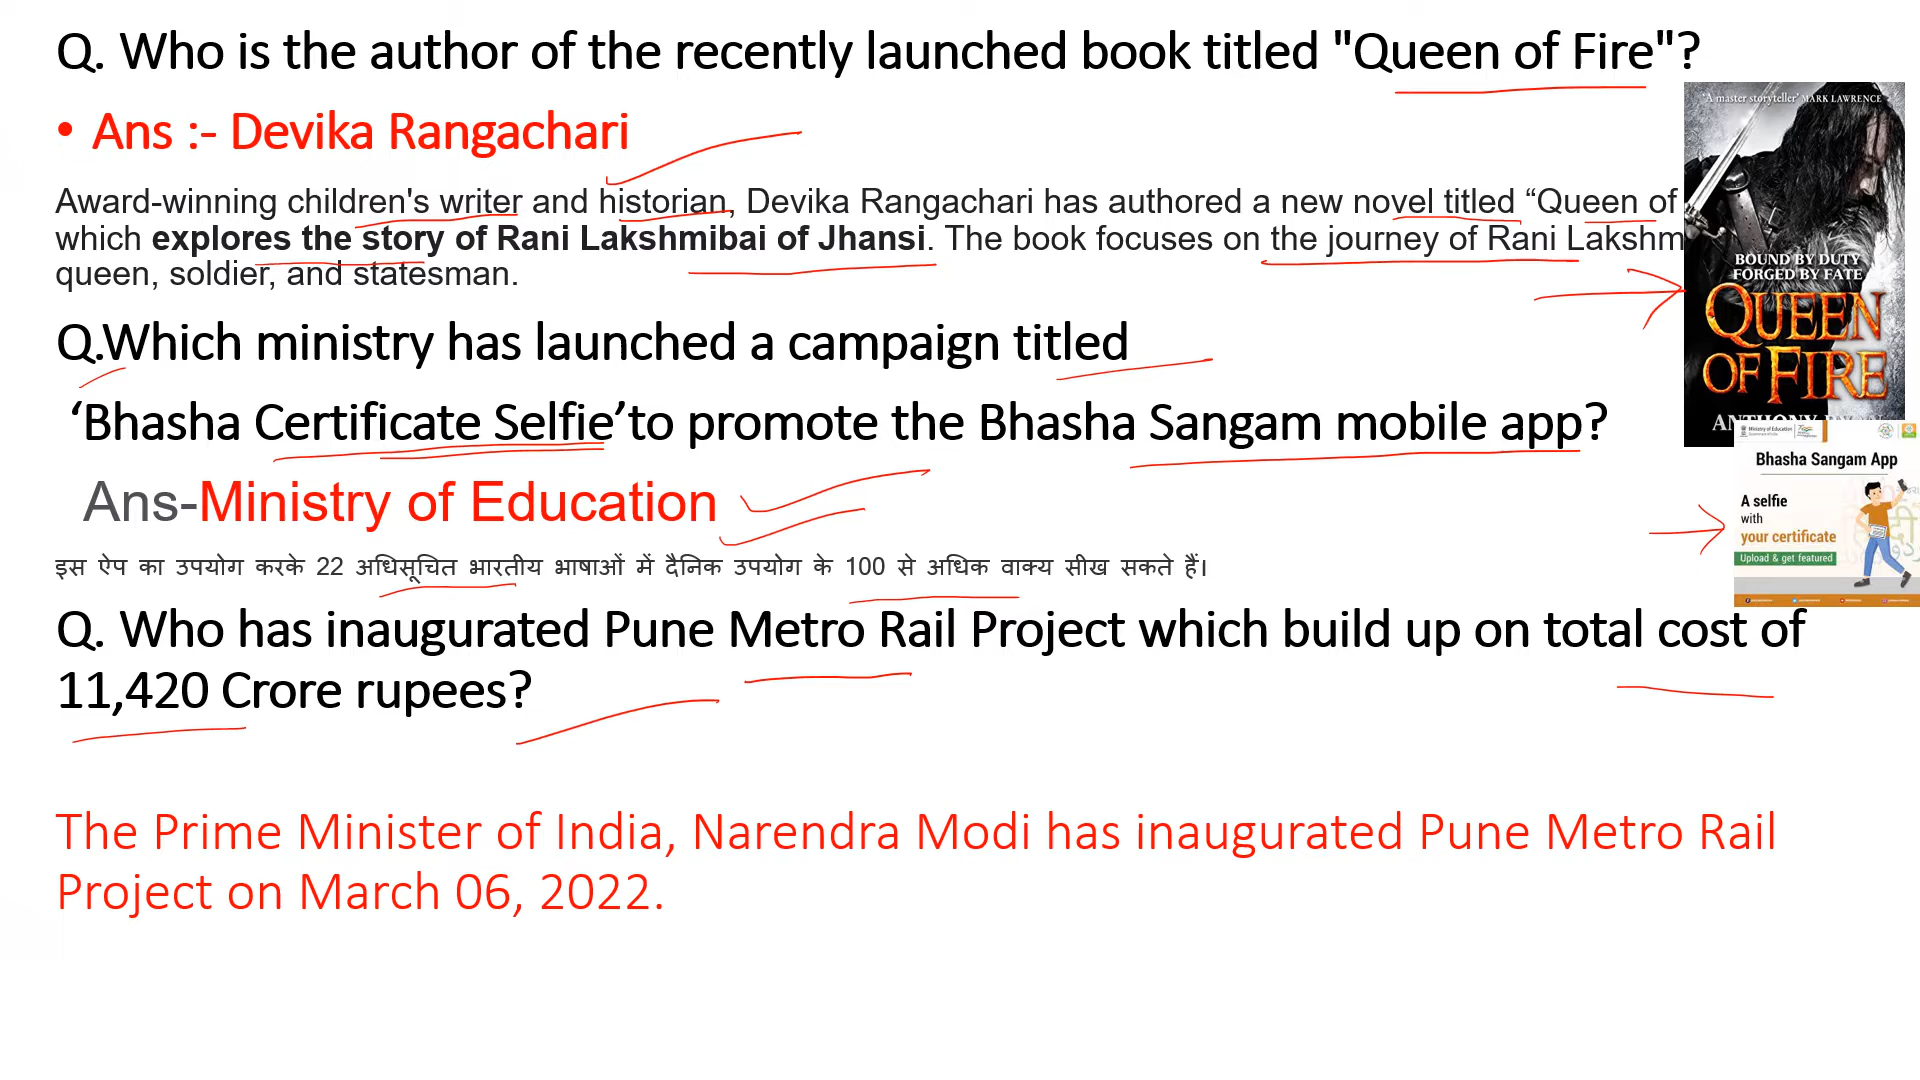 Q. Who is the author of the recently launched book titled "Queen of Fire"?
• Ans :- Devika Rangachari
Award-winning children's writer and historian, Devika Rangachari has authored a new novel titled “Queen of
which explores the story of Rani Lakshmibai of Jhansi. The book focuses on the journey of Rani Lakshm
queen, soldier, and statesman.
'A master storyteller' MARK LAWRENCE
BOUND BY DUTY
FORGED BY FATE
QUEEN
OF FIRE
Q.Which ministry has launched a campaign titled
‘Bhasha Certificate Selfie’to promote the Bhasha Sangam mobile app?
Ans-Ministry of Education
इस ऐप का उपयोग करके 22 अधिसूचित भारतीय भाषाओं में दैनिक उपयोग के 100 से अधिक वाक्य सीख सकते हैं।
Ministry of Education
Bhasha Sangam App
A selfie
with
your certificate
Upload & get featured
Q. Who has inaugurated Pune Metro Rail Project which build up on total cost of
11,420 Crore rupees?
The Prime Minister of India, Narendra Modi has inaugurated Pune Metro Rail
Project on March 06, 2022.